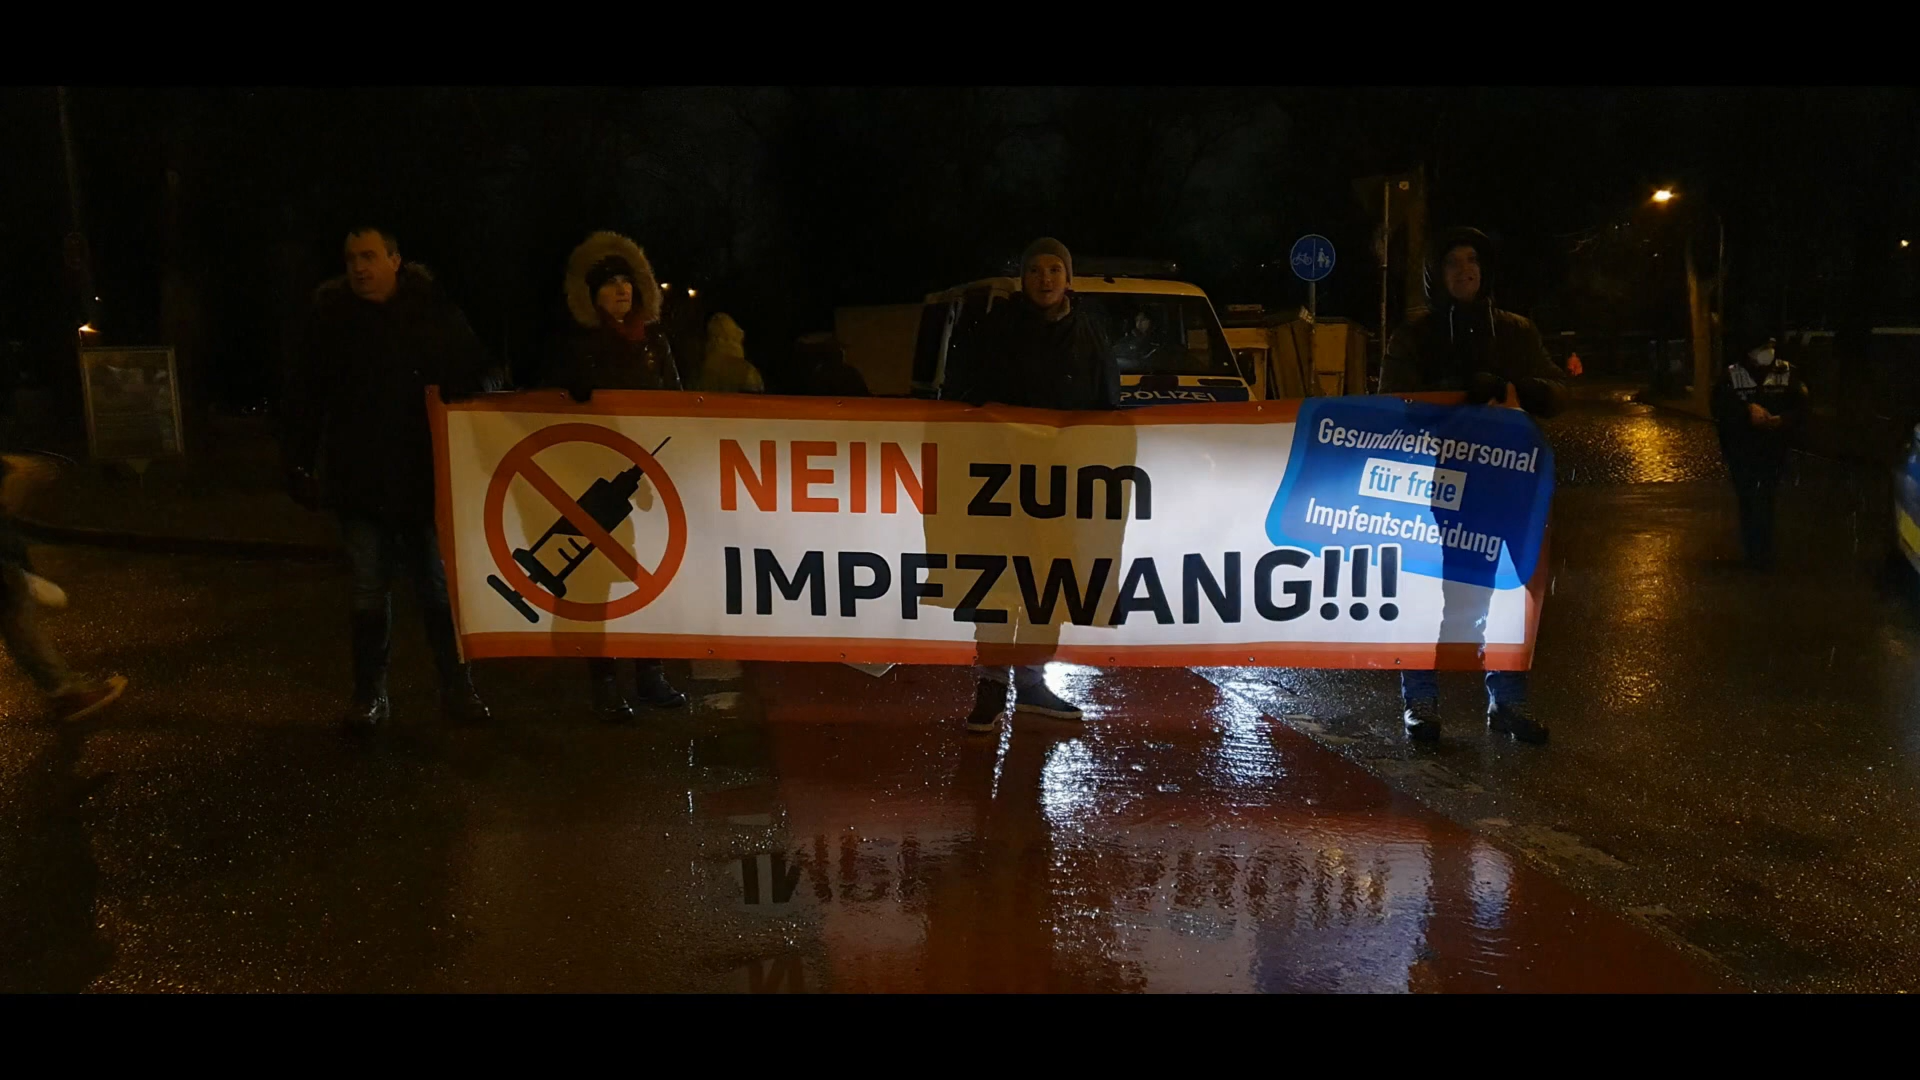 POLIZEI
NEIN zum
IMPFZWANG!!!
Gesundheitspersonal
für freie
Impfentscheidung